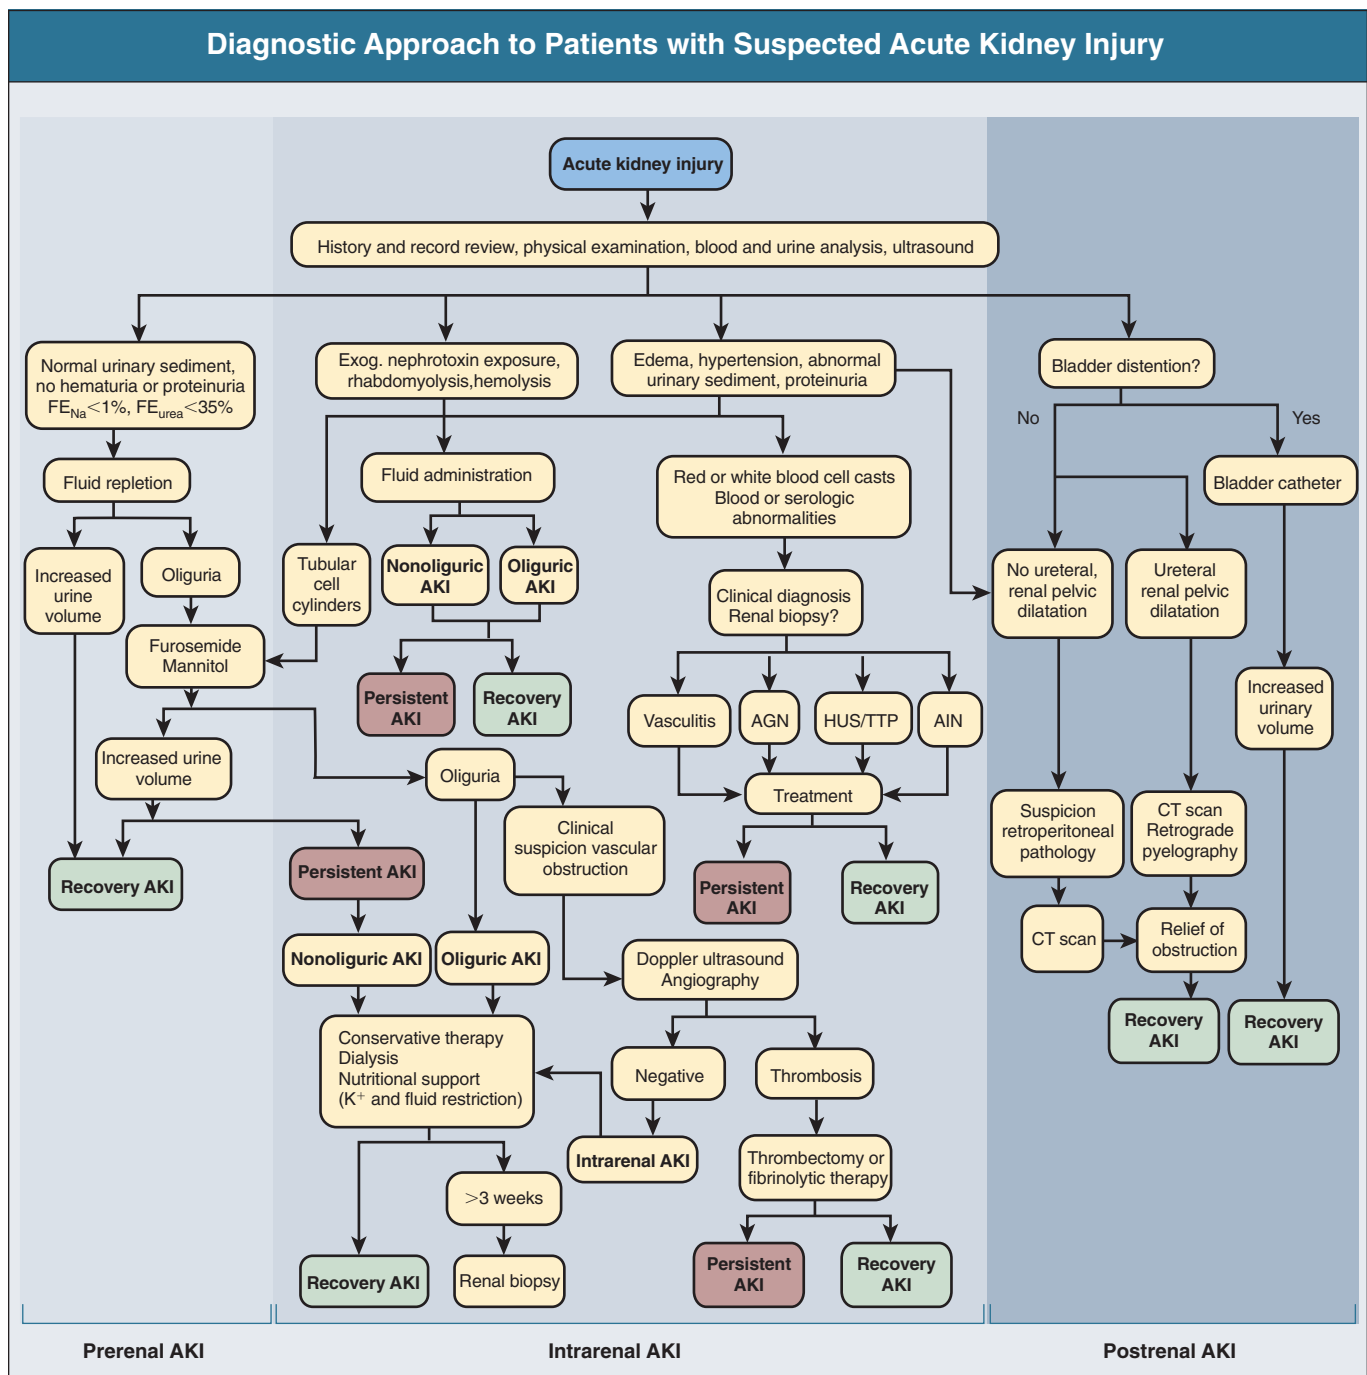 Diagnostic Approach to Patients with Suspected Acute Kidney Injury
Acute kidney injury
History and record review, physical examination, blood and urine analysis, ultrasound
Normal urinary sediment,
no hematuria or proteinuria
FENa<1%, FEurea<35%
Exog. nephrotoxin exposure,
rhabdomyolysis,hemolysis
Edema, hypertension, abnormal
urinary sediment, proteinuria
Bladder distention?
No
Yes
Fluid repletion
Fluid administration
Red or white blood cell casts
Blood or serologic
abnormalities
Bladder catheter
Increased
urine
volume
Oliguria
Tubular
cell
cylinders
Nonoliguric
AKI
Oliguric
AKI
Clinical diagnosis
Renal biopsy?
No ureteral,
renal pelvic
dilatation
Ureteral
renal pelvic
dilatation
Furosemide
Mannitol
Persistent
AKI
Recovery
AKI
Vasculitis
AGN
HUS/TTP
AIN
Increased
urinary
volume
Increased urine
volume
Oliguria
Treatment
Clinical
suspicion vascular
obstruction
Suspicion
retroperitoneal
pathology
CT scan
Retrograde
pyelography
Recovery AKI
Persistent AKI
Persistent
AKI
Recovery
AKI
Nonoliguric AKI
Oliguric AKI
Doppler ultrasound
Angiography
CT scan
Relief of
obstruction
Recovery
AKI
Recovery
AKI
Conservative therapy
Dialysis
Nutritional support
(K+ and fluid restriction)
Negative
Thrombosis
Intrarenal AKI
Thrombectomy or
fibrinolytic therapy
>3 weeks
Recovery AKI
Renal biopsy
Persistent
AKI
Recovery
AKI
Prerenal AKI
Intrarenal AKI
Postrenal AKI